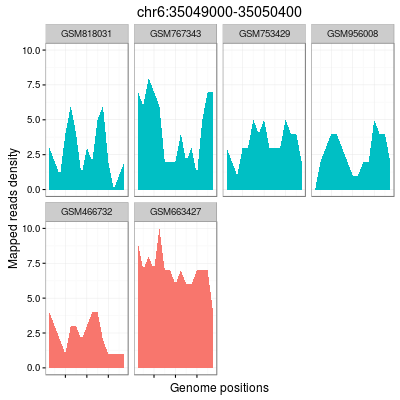 chr6:35049000-35050400
GSM818031 GSM767343 GSM753429 GSM956008
10.0
7.5
5.0
2.5
0.0
Mapped reads density
GSM466732 GSM663427
10.0
7.5
5.0
2.5
0.0
Genome positions